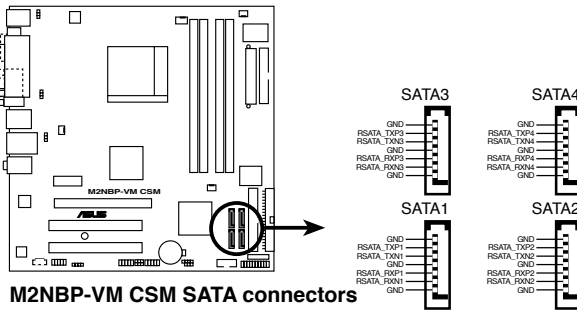 M2NBP-VM CSM
ASUS
M2NBP-VM CSM SATA connectors
SATA3
GND
RSATA_TXP3
RSATA_TXN3
GND
RSATA_RXP3
RSATA_RXN3
GND
SATA4
GND
RSATA_TXP4
RSATA_TXN4
GND
RSATA_RXP4
RSATA_RXN4
GND
SATA1
GND
RSATA_TXP1
RSATA_TXN1
GND
RSATA_RXP1
RSATA_RXN1
GND
SATA2
GND
RSATA_TXP2
RSATA_TXN2
GND
RSATA_RXP2
RSATA_RXN2
GND